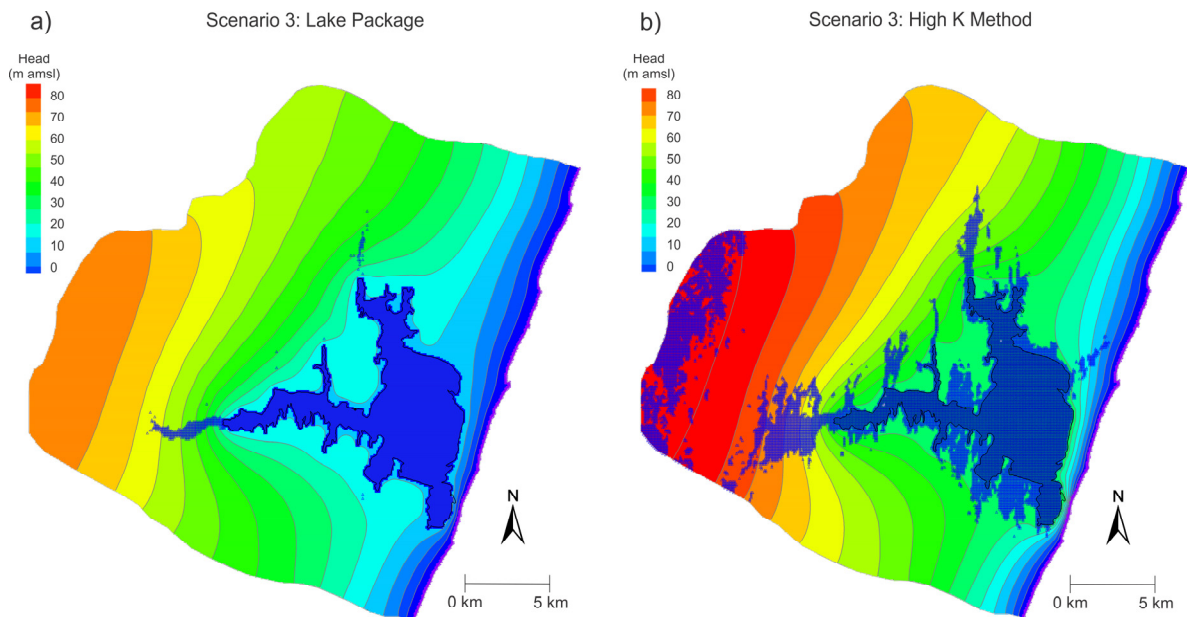 a)
Scenario 3: Lake Package
Head
(m amsl)
80
70
60
50
40
30
20
10
0
N
0 km
5 km
b)
Scenario 3: High K Method
Head
(m amsl)
80
70
60
50
40
30
20
10
0
N
0 km
5 km